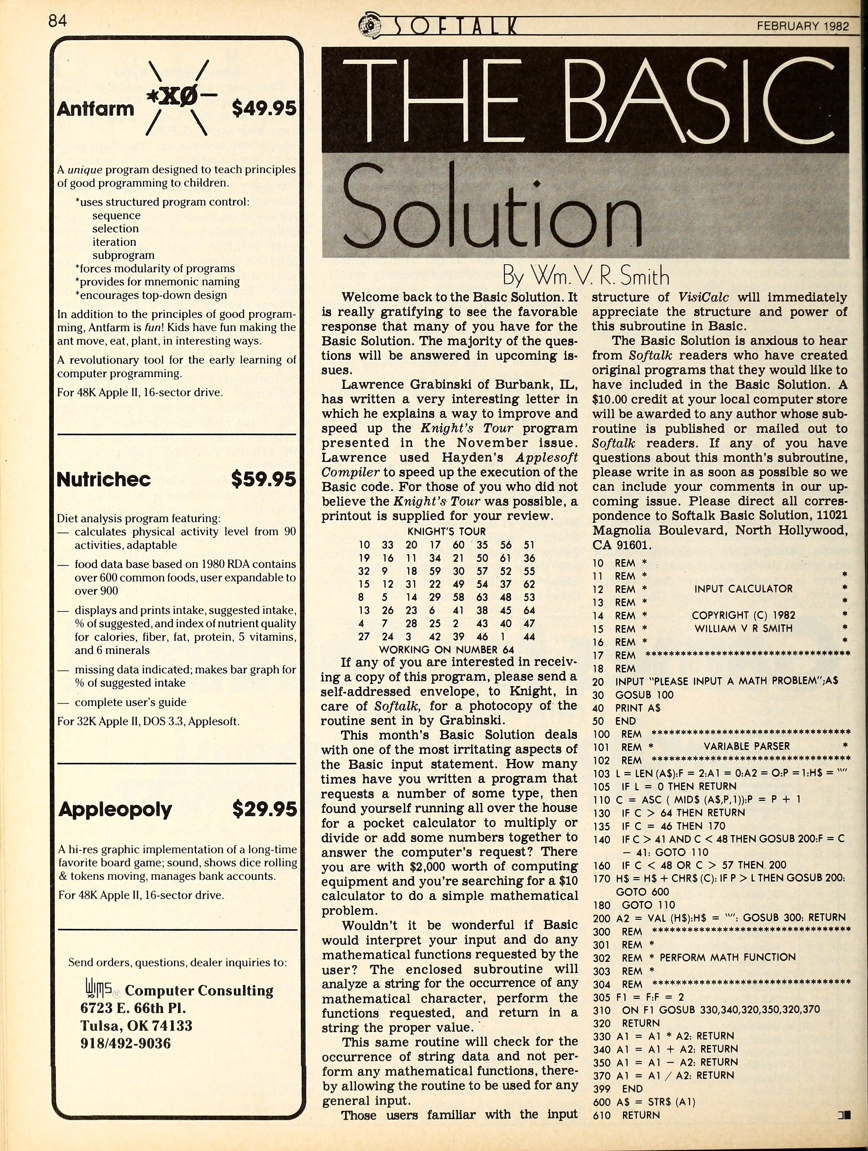 84
SOFTALK
FEBRUARY 1982
Antfarm *XØ— $49.95
A unique program designed to teach principles
of good programming to children.
*uses structured program control:
sequence
selection
iteration
subprogram
*forces modularity of programs
*provides for mnemonic naming
*encourages top-down design
In addition to the principles of good program-
ming, Antfarm is fun! Kids have fun making the
ant move, eat, plant, in interesting ways.
A revolutionary tool for the early learning of
computer programming.
For 48K Apple II, 16-sector drive.
Nutrichec $59.95
Diet analysis program featuring:
— calculates physical activity level from 90
activities, adaptable
— food data base based on 1980 RDA contains
over 600 common foods, user expandable to
over 900
— displays and prints intake, suggested intake,
% of suggested, and index of nutrient quality
for calories, fiber, fat, protein, 5 vitamins,
and 6 minerals
— missing data indicated; makes bar graph for
% of suggested intake
— complete user's guide
For 32K Apple II, DOS 3.3, Applesoft.
Appleopoly $29.95
A hi-res graphic implementation of a long-time
favorite board game; sound, shows dice rolling
& tokens moving, manages bank accounts.
For 48K Apple II, 16-sector drive.
Send orders, questions, dealer inquiries to:
Wims Computer Consulting
6723 E. 66th Pl.
Tulsa, OK 74133
918/492-9036
THE BASIC
Solution
By Wm. V. R. Smith
Welcome back to the Basic Solution. It
is really gratifying to see the favorable
response that many of you have for the
Basic Solution. The majority of the ques-
tions will be answered in upcoming is-
sues.
Lawrence Grabinski of Burbank, IL,
has written a very interesting letter in
which he explains a way to improve and
speed up the Knight's Tour program
presented in the November issue.
Lawrence used Hayden's Applesoft
Compiler to speed up the execution of the
Basic code. For those of you who did not
believe the Knight's Tour was possible, a
printout is supplied for your review.
KNIGHT'S TOUR
10 33 20 17 60 35 56 51
19 16 11 34 21 50 61 36
32 9 18 59 30 57 52 55
15 12 31 22 49 54 37 62
8 5 14 29 58 63 48 53
13 26 23 6 41 38 45 64
4 7 28 25 2 43 40 47
27 24 3 42 39 46 1 44
WORKING ON NUMBER 64
If any of you are interested in receiv-
ing a copy of this program, please send a
self-addressed envelope, to Knight, in
care of Softalk, for a photocopy of the
routine sent in by Grabinski.
This month's Basic Solution deals
with one of the most irritating aspects of
the Basic input statement. How many
times have you written a program that
requests a number of some type, then
found yourself running all over the house
for a pocket calculator to multiply or
divide or add some numbers together to
answer the computer's request? There
you are with $2,000 worth of computing
equipment and you're searching for a $10
calculator to do a simple mathematical
problem.
Wouldn't it be wonderful if Basic
would interpret your input and do any
mathematical functions requested by the
user? The enclosed subroutine will
analyze a string for the occurrence of any
mathematical character, perform the
functions requested, and return in a
string the proper value.
This same routine will check for the
occurrence of string data and not per-
form any mathematical functions, there-
by allowing the routine to be used for any
general input.
Those users familiar with the input
structure of VisiCalc will immediately
appreciate the structure and power of
this subroutine in Basic.
The Basic Solution is anxious to hear
from Softalk readers who have created
original programs that they would like to
have included in the Basic Solution. A
$10.00 credit at your local computer store
will be awarded to any author whose sub-
routine is published or mailed out to
Softalk readers. If any of you have
questions about this month's subroutine,
please write in as soon as possible so we
can include your comments in our up-
coming issue. Please direct all corres-
pondence to Softalk Basic Solution, 11021
Magnolia Boulevard, North Hollywood,
CA 91601.
10 REM *
11 REM * *
12 REM * INPUT CALCULATOR *
13 REM * *
14 REM * COPYRIGHT (C) 1982 *
15 REM * WILLIAM V R SMITH *
16 REM * *
17 REM ********************************
18 REM
20 INPUT "PLEASE INPUT A MATH PROBLEM";A$
30 GOSUB 100
40 PRINT A$
50 END
100 REM *******************************
101 REM * VARIABLE PARSER *
102 REM *******************************
103 L = LEN (A$):F = 2:A1 = 0:A2 = O:P = 1:H$ = ""
105 IF L = 0 THEN RETURN
110 C = ASC ( MID$ (A$,P,1)):P = P + 1
130 IF C > 64 THEN RETURN
135 IF C = 46 THEN 170
140 IF C > 41 AND C < 48 THEN GOSUB 200:F = C
— 41: GOTO 110
160 IF C < 48 OR C > 57 THEN 200
170 H$ = H$ + CHR$ (C): IF P > L THEN GOSUB 200:
GOTO 600
180 GOTO 110
200 A2 = VAL (H$):H$ = "": GOSUB 300: RETURN
300 REM *******************************
301 REM *
302 REM * PERFORM MATH FUNCTION
303 REM *
304 REM *******************************
305 F1 = F:F = 2
310 ON F1 GOSUB 330,340,320,350,320,370
320 RETURN
330 A1 = A1 * A2: RETURN
340 A1 = A1 + A2: RETURN
350 A1 = A1 — A2: RETURN
370 A1 = A1 / A2: RETURN
399 END
600 A$ = STR$ (A1)
610 RETURN